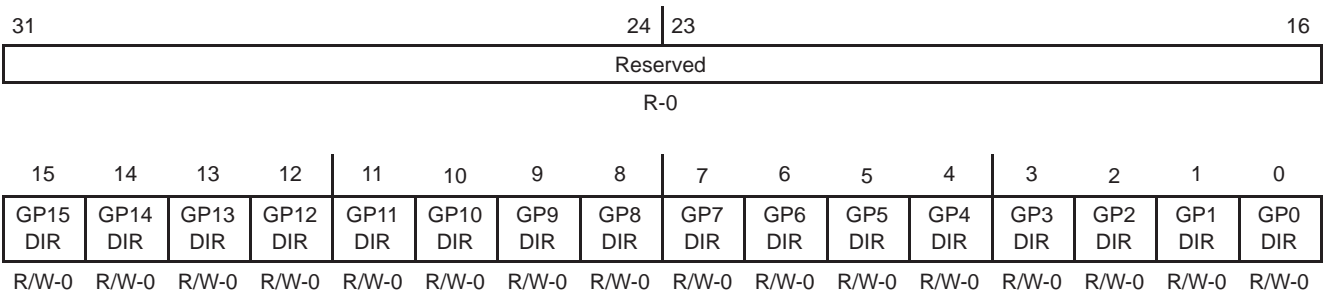 31 24 23 16
Reserved
R-0
15 14 13 12 11 10 9 8 7 6 5 4 3 2 1 0
GP15 GP14 GP13 GP12 GP11 GP10 GP9 GP8 GP7 GP6 GP5 GP4 GP3 GP2 GP1 GP0
DIR DIR DIR DIR DIR DIR DIR DIR DIR DIR DIR DIR DIR DIR DIR DIR
R/W-0 R/W-0 R/W-0 R/W-0 R/W-0 R/W-0 R/W-0 R/W-0 R/W-0 R/W-0 R/W-0 R/W-0 R/W-0 R/W-0 R/W-0 R/W-0